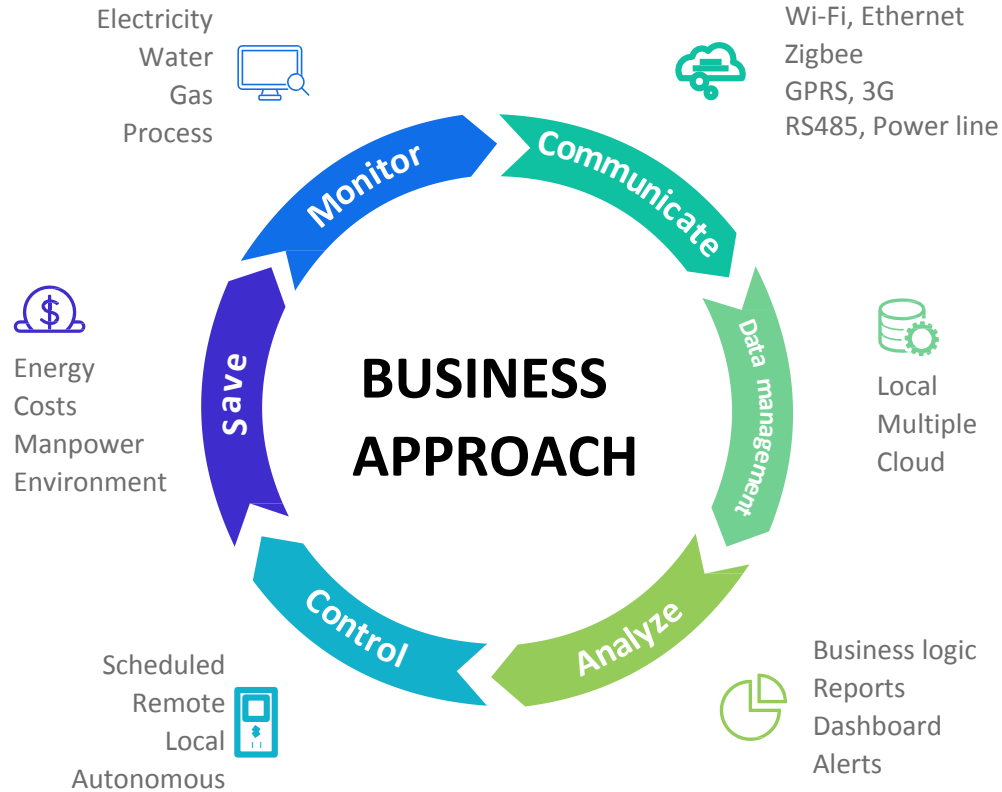 Electricity
Water
Gas
Process
Wi-Fi, Ethernet
Zigbee
GPRS, 3G
RS485, Power line
Monitor
Communicate
Data management
Analyze
Control
Save
BUSINESS
APPROACH
Energy
Costs
Manpower
Environment
Local
Multiple
Cloud
Scheduled
Remote
Local
Autonomous
Business logic
Reports
Dashboard
Alerts